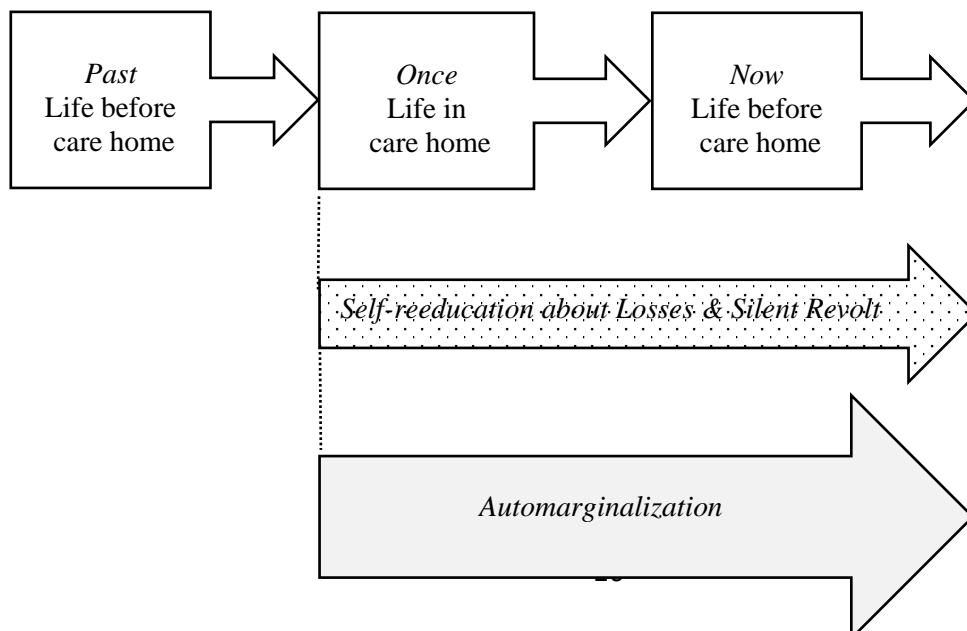 Past
Life before
care home
Once
Life in
care home
Now
Life before
care home
Self-reeducation about Losses & Silent Revolt
Automarginalization